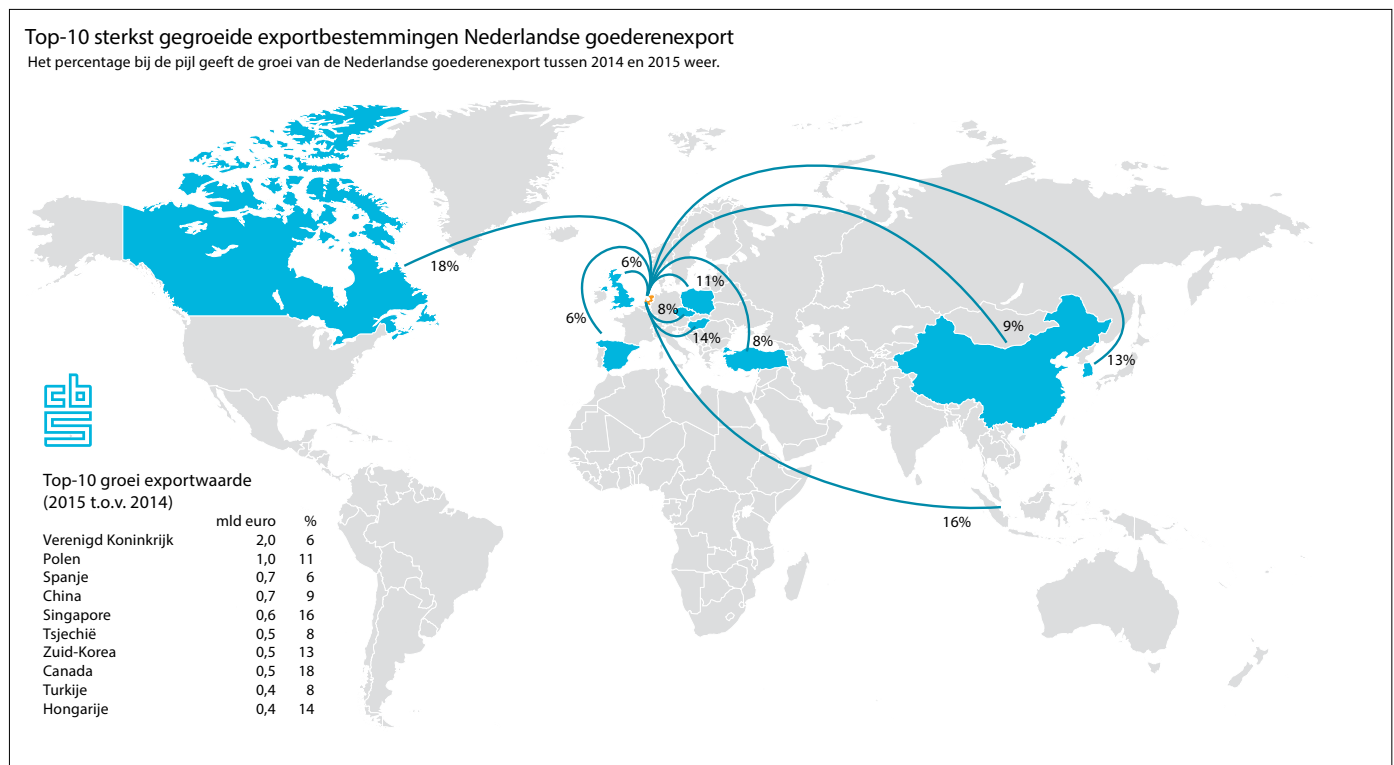 Top-10 sterkst gegroeide exportbestemmingen Nederlandse goederenexport
Het percentage bij de pijl geeft de groei van de Nederlandse goederenexport tussen 2014 en 2015 weer.
18%
6%
11%
6%
8%
14%
8%
9%
13%
16%
cbs
Top-10 groei exportwaarde
(2015 t.o.v. 2014)
mld euro %
Verenigd Koninkrijk 2,0 6
Polen 1,0 11
Spanje 0,7 6
China 0,7 9
Singapore 0,6 16
Tsjechië 0,5 8
Zuid-Korea 0,5 13
Canada 0,5 18
Turkije 0,4 8
Hongarije 0,4 14